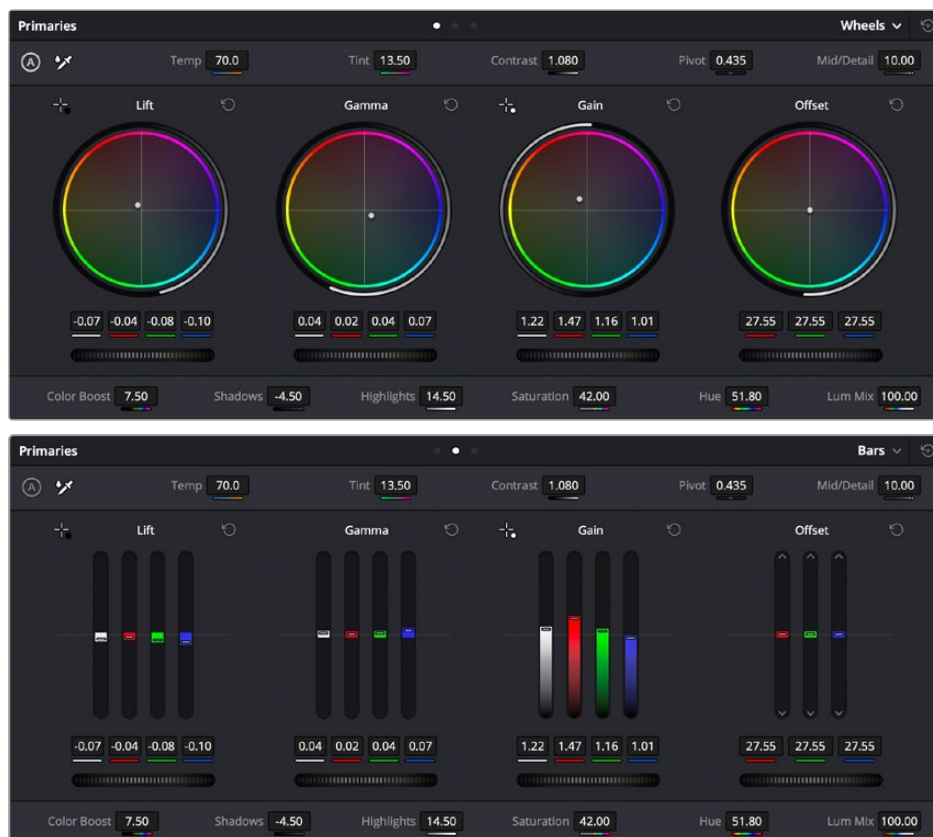 Primaries Wheels
A Temp 70.0 Tint 13.50 Contrast 1.080 Pivot 0.435 Mid/Detail 10.00
Lift Gamma Gain Offset
-0.07 -0.04 -0.08 -0.10 0.04 0.02 0.04 0.07 1.22 1.47 1.16 1.01 27.55 27.55 27.55
Color Boost 7.50 Shadows -4.50 Highlights 14.50 Saturation 42.00 Hue 51.80 Lum Mix 100.00
Primaries Bars
A Temp 70.0 Tint 13.50 Contrast 1.080 Pivot 0.435 Mid/Detail 10.00
Lift Gamma Gain Offset
-0.07 -0.04 -0.08 -0.10 0.04 0.02 0.04 0.07 1.22 1.47 1.16 1.01 27.55 27.55 27.55
Color Boost 7.50 Shadows -4.50 Highlights 14.50 Saturation 42.00 Hue 51.80 Lum Mix 100.00